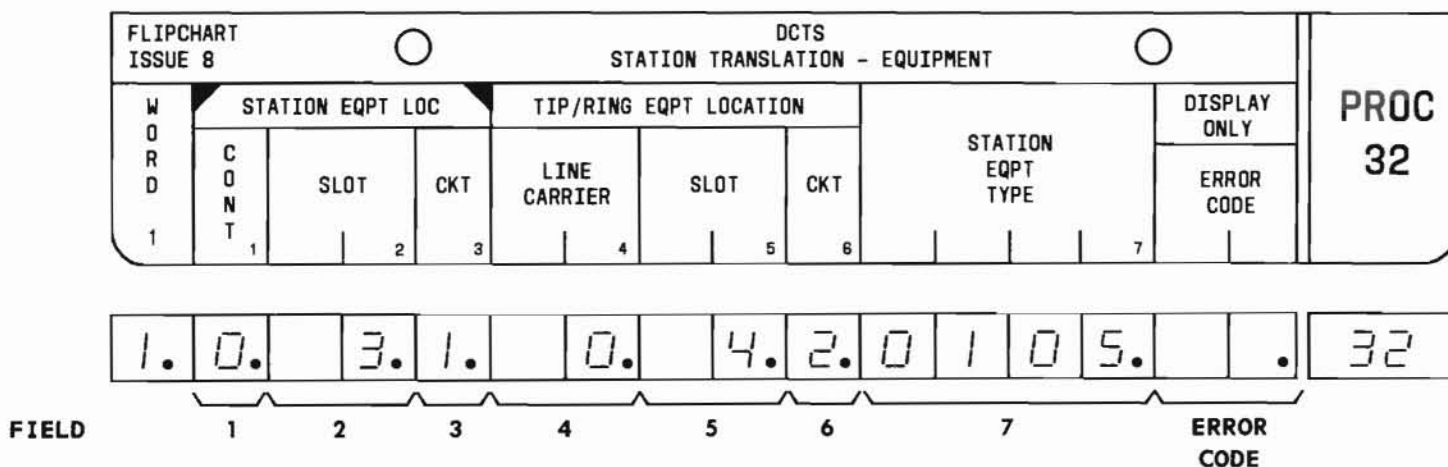 FLIPCHART
ISSUE 8
DCTS
STATION TRANSLATION - EQUIPMENT
PROC
32
WORD 1
STATION EQPT LOC
TIP/RING EQPT LOCATION
STATION
EQPT
TYPE
DISPLAY
ONLY
CONT
SLOT
CKT
LINE
CARRIER
SLOT
CKT
ERROR
CODE
1 2 3 4 5 6 7
1. 0. 3. 1. 0. 4. 2. 0 1 0 5. . 32
FIELD 1 2 3 4 5 6 7 ERROR
CODE